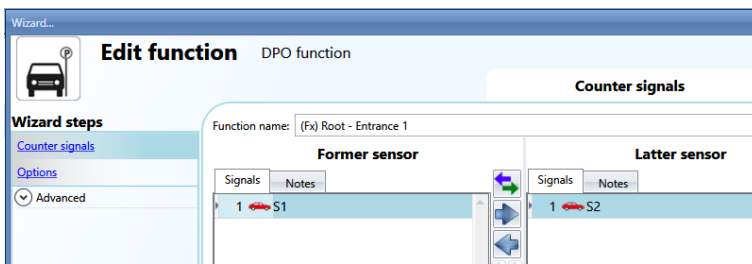 Wizard...
Edit function DPO function
Counter signals
Wizard steps
Counter signals
Options
Advanced
Function name: (Fx) Root - Entrance 1
Former sensor
Signals Notes
1 S1
Latter sensor
Signals Notes
1 S2